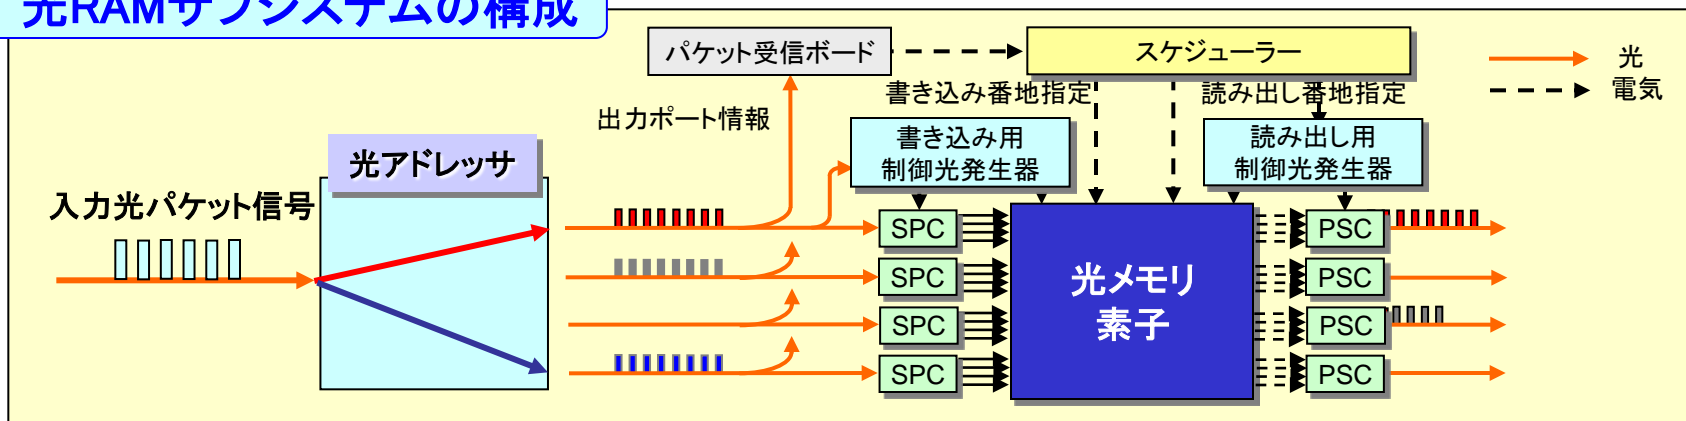 光RAMサブシステムの構成
パケット受信ボード
スケジューラー
光
電気
書き込み番地指定
読み出し番地指定
出力ポート情報
書き込み用
制御光発生器
読み出し用
制御光発生器
光アドレッサ
入力光パケット信号
SPC
SPC
SPC
SPC
光メモリ
素子
PSC
PSC
PSC
PSC